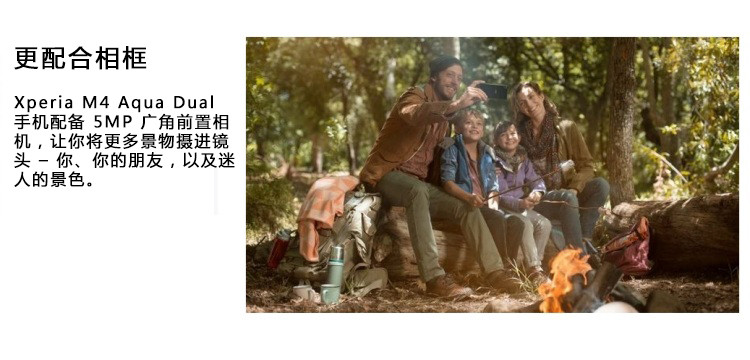 更配合相框
Xperia M4 Aqua Dual
手机配备 5MP 广角前置相
机，让你将更多景物摄进镜
头 – 你、你的朋友，以及迷
人的景色。